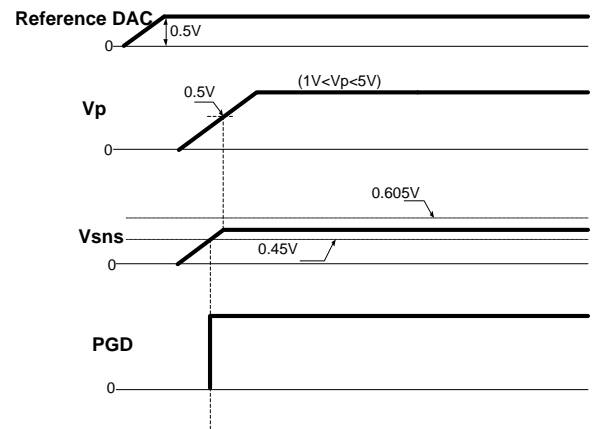 Reference DAC
0.5V
0
(1V<Vp<5V)
0.5V
Vp
0
0.605V
Vsns
0.45V
0
PGD
0